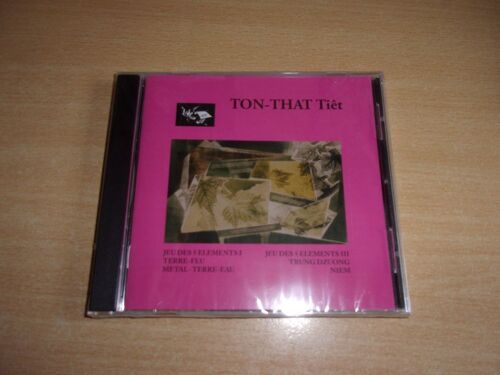 TON-THAT Tiêt
JEU DES 5 ELEMENTS I
TERRE-FEU
METAL-TERRE-EAU
JEU DES 5 ELEMENTS III
TRUNG DZUONG
NIEM